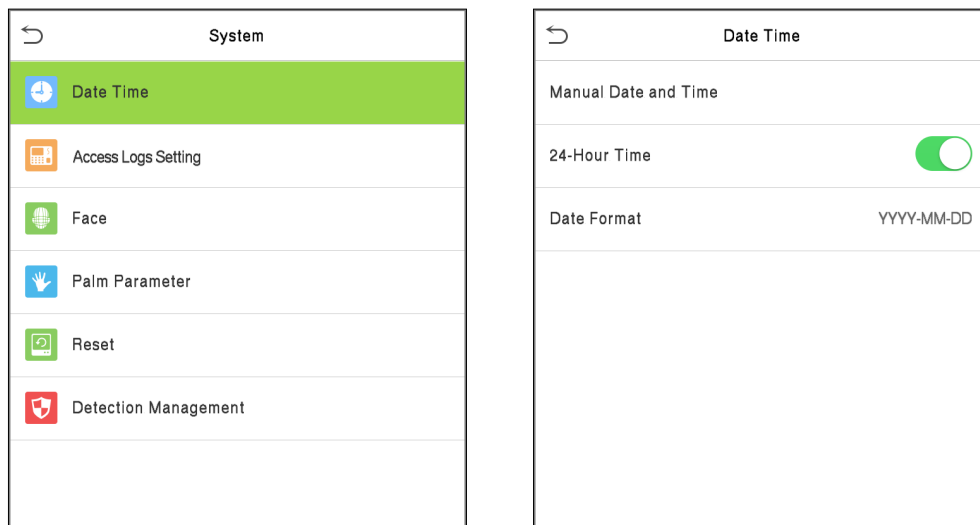 System
Date Time
Access Logs Setting
Face
Palm Parameter
Reset
Detection Management
Date Time
Manual Date and Time
24-Hour Time
Date Format YYYY-MM-DD